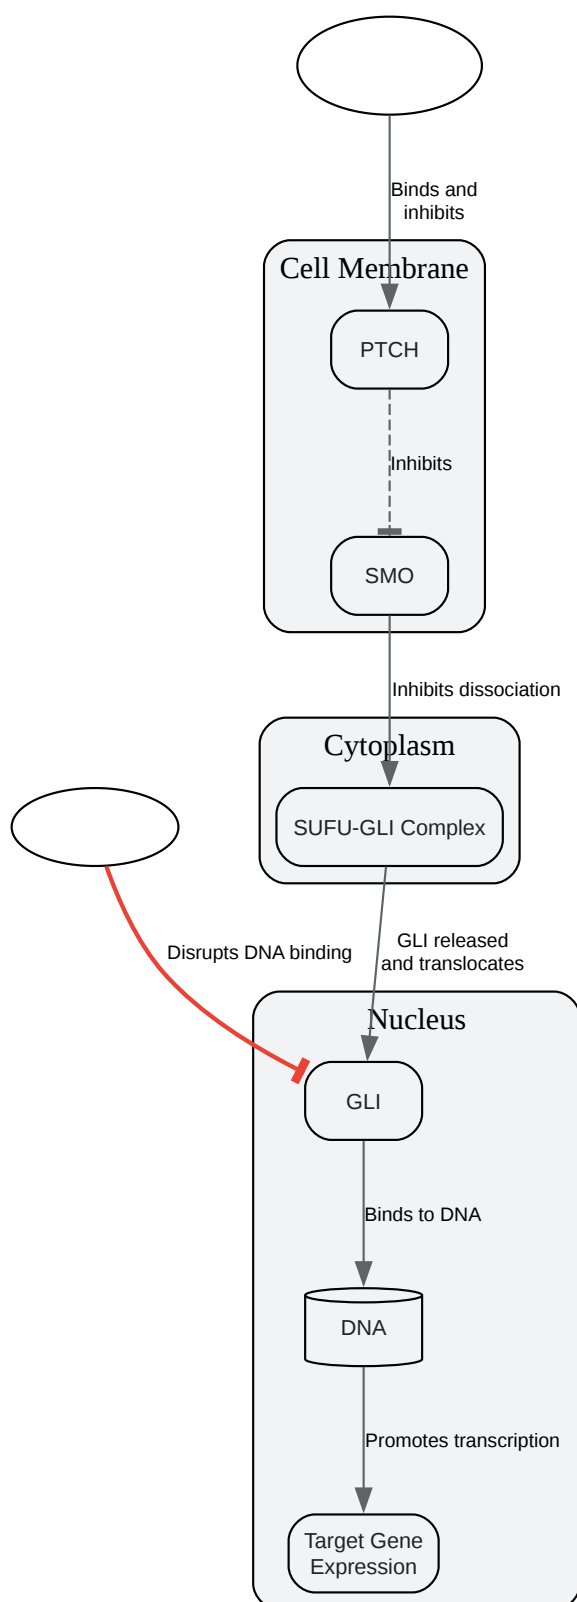 Binds and
inhibits
Cell Membrane
PTCH
Inhibits
SMO
Inhibits dissociation
Cytoplasm
SUFU-GLI Complex
Disrupts DNA binding
GLI released
and translocates
Nucleus
GLI
Binds to DNA
DNA
Promotes transcription
Target Gene
Expression